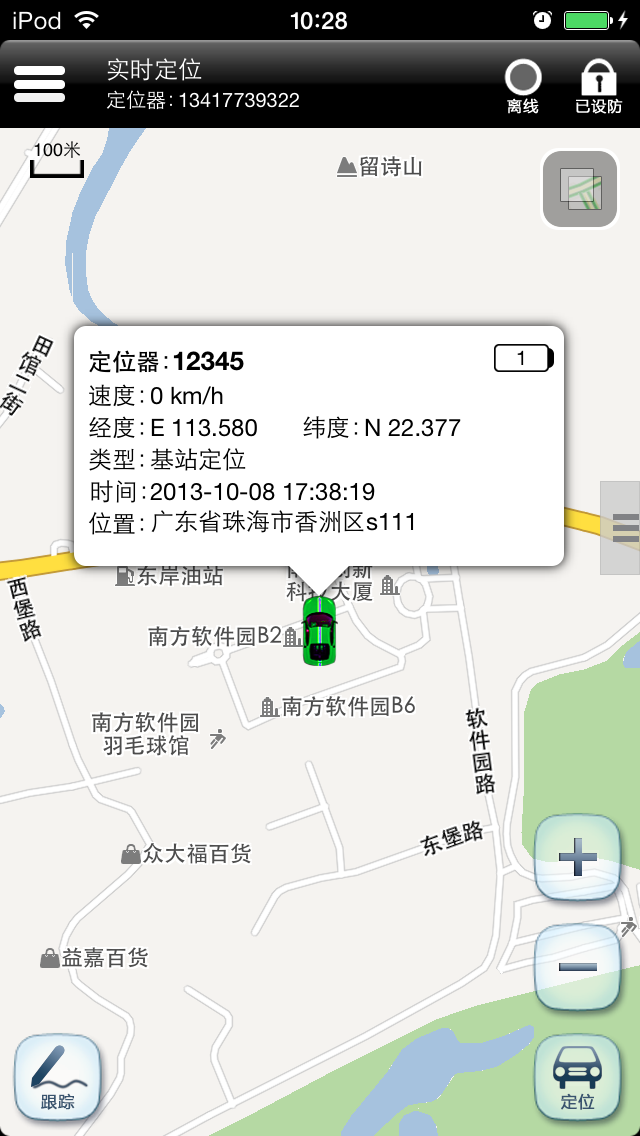 iPod 10:28
实时定位
定位器:13417739322
离线
已设防
100米
留诗山
田馆二街
定位器:12345
1
速度:0 km/h
经度:E 113.580 纬度:N 22.377
类型:基站定位
时间:2013-10-08 17:38:19
位置:广东省珠海市香洲区s111
东岸油站
科技大厦
西堡路
南方软件园B2
南方软件园B6
南方软件园
羽毛球馆
软件园路
东堡路
众大福百货
益嘉百货
跟踪
定位